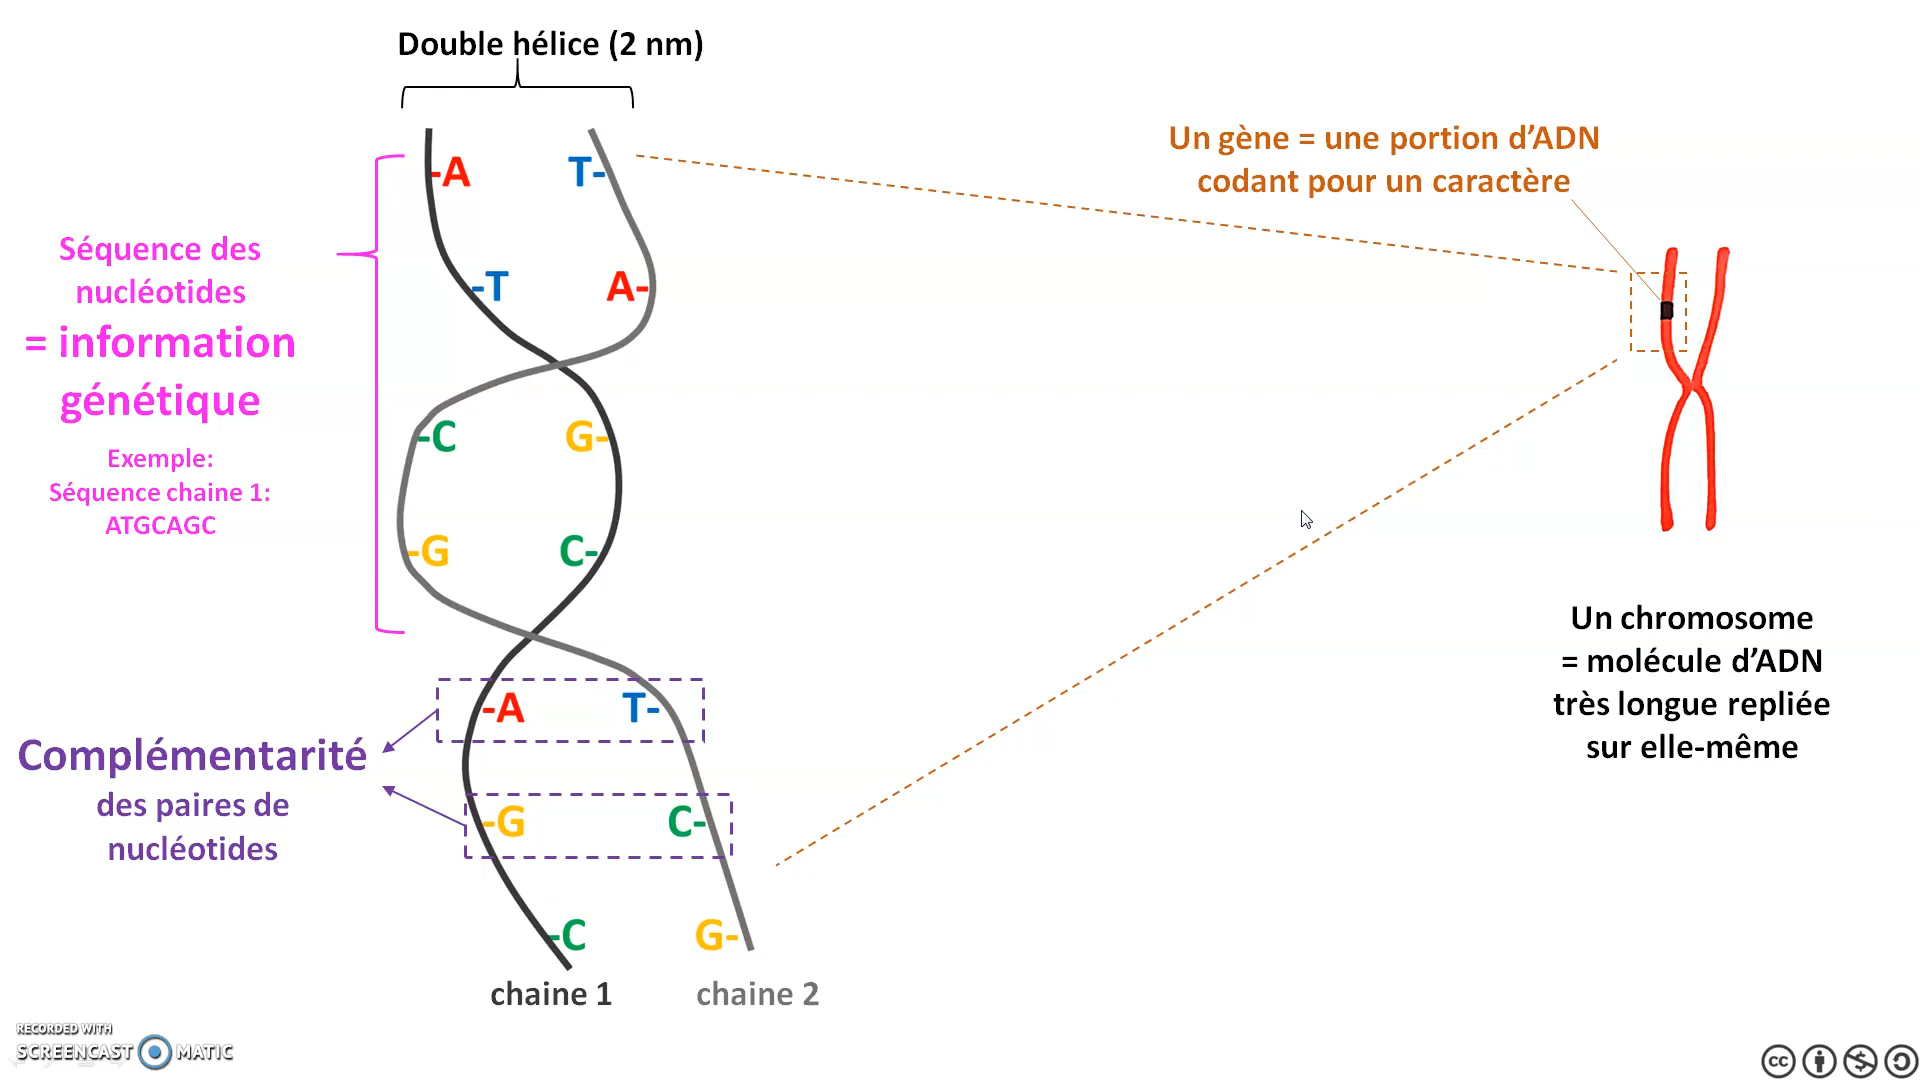 Double hélice (2 nm)
Un gène = une portion d’ADN
codant pour un caractère
-A T-
Séquence des
nucléotides
= information
génétique
-T A-
Exemple:
Séquence chaine 1:
ATGCAGC
-C G-
-G C-
Un chromosome
= molécule d’ADN
très longue repliée
sur elle-même
-A T-
Complémentarité
des paires de
nucléotides
-G C-
-C G-
chaine 1 chaine 2
RECORDED WITH
SCREENCAST MATIC
cc